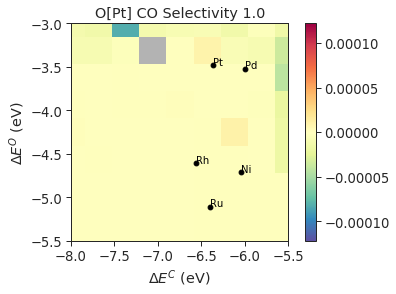 O[Pt] CO Selectivity 1.0
−3.0
−3.5
−4.0
−4.5
−5.0
−5.5
ΔE^O (eV)
Pt
Pd
Rh
Ni
Ru
−8.0 −7.5 −7.0 −6.5 −6.0 −5.5
ΔE^C (eV)
0.00010
0.00005
0.00000
−0.00005
−0.00010